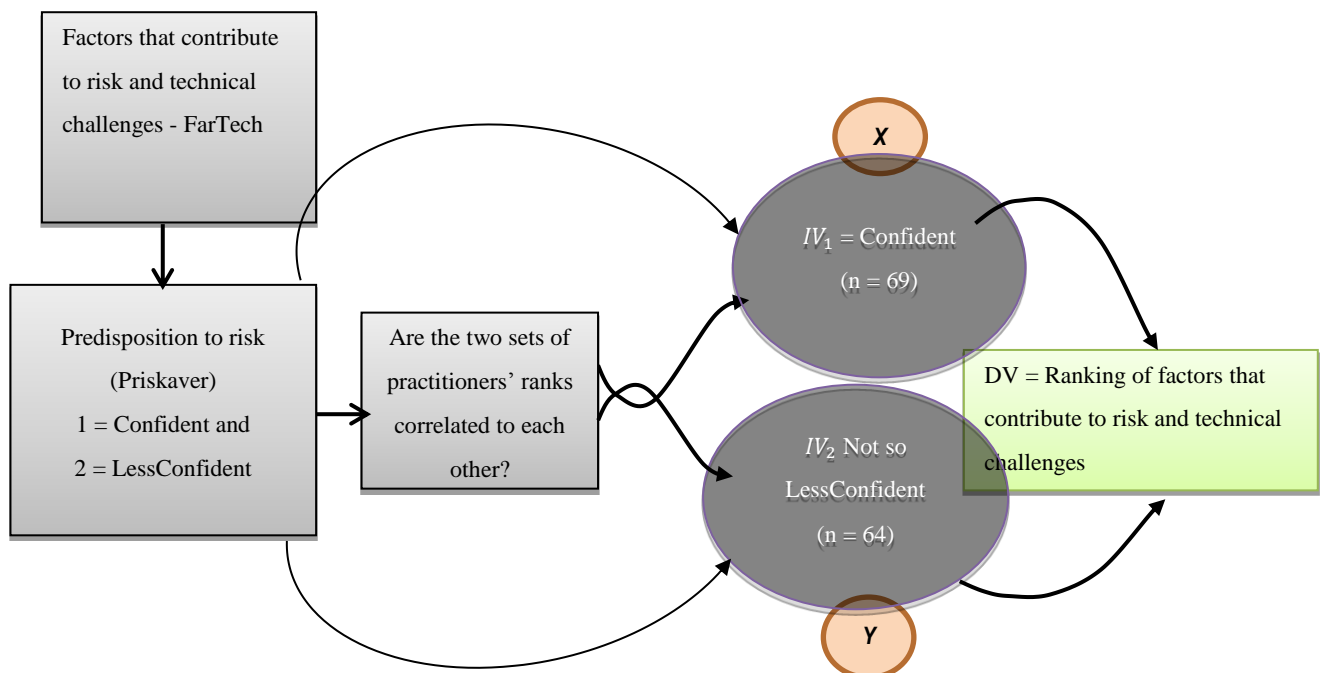 Factors that contribute
to risk and technical
challenges - FarTech
Predisposition to risk
(Priskaver)
1 = Confident and
2 = LessConfident
Are the two sets of
practitioners’ ranks
correlated to each
other?
X
𝐼𝑉₁ = Confident
(n = 69)
𝐼𝑉₂ Not so
LessConfident
(n = 64)
Y
DV = Ranking of factors that
contribute to risk and technical
challenges